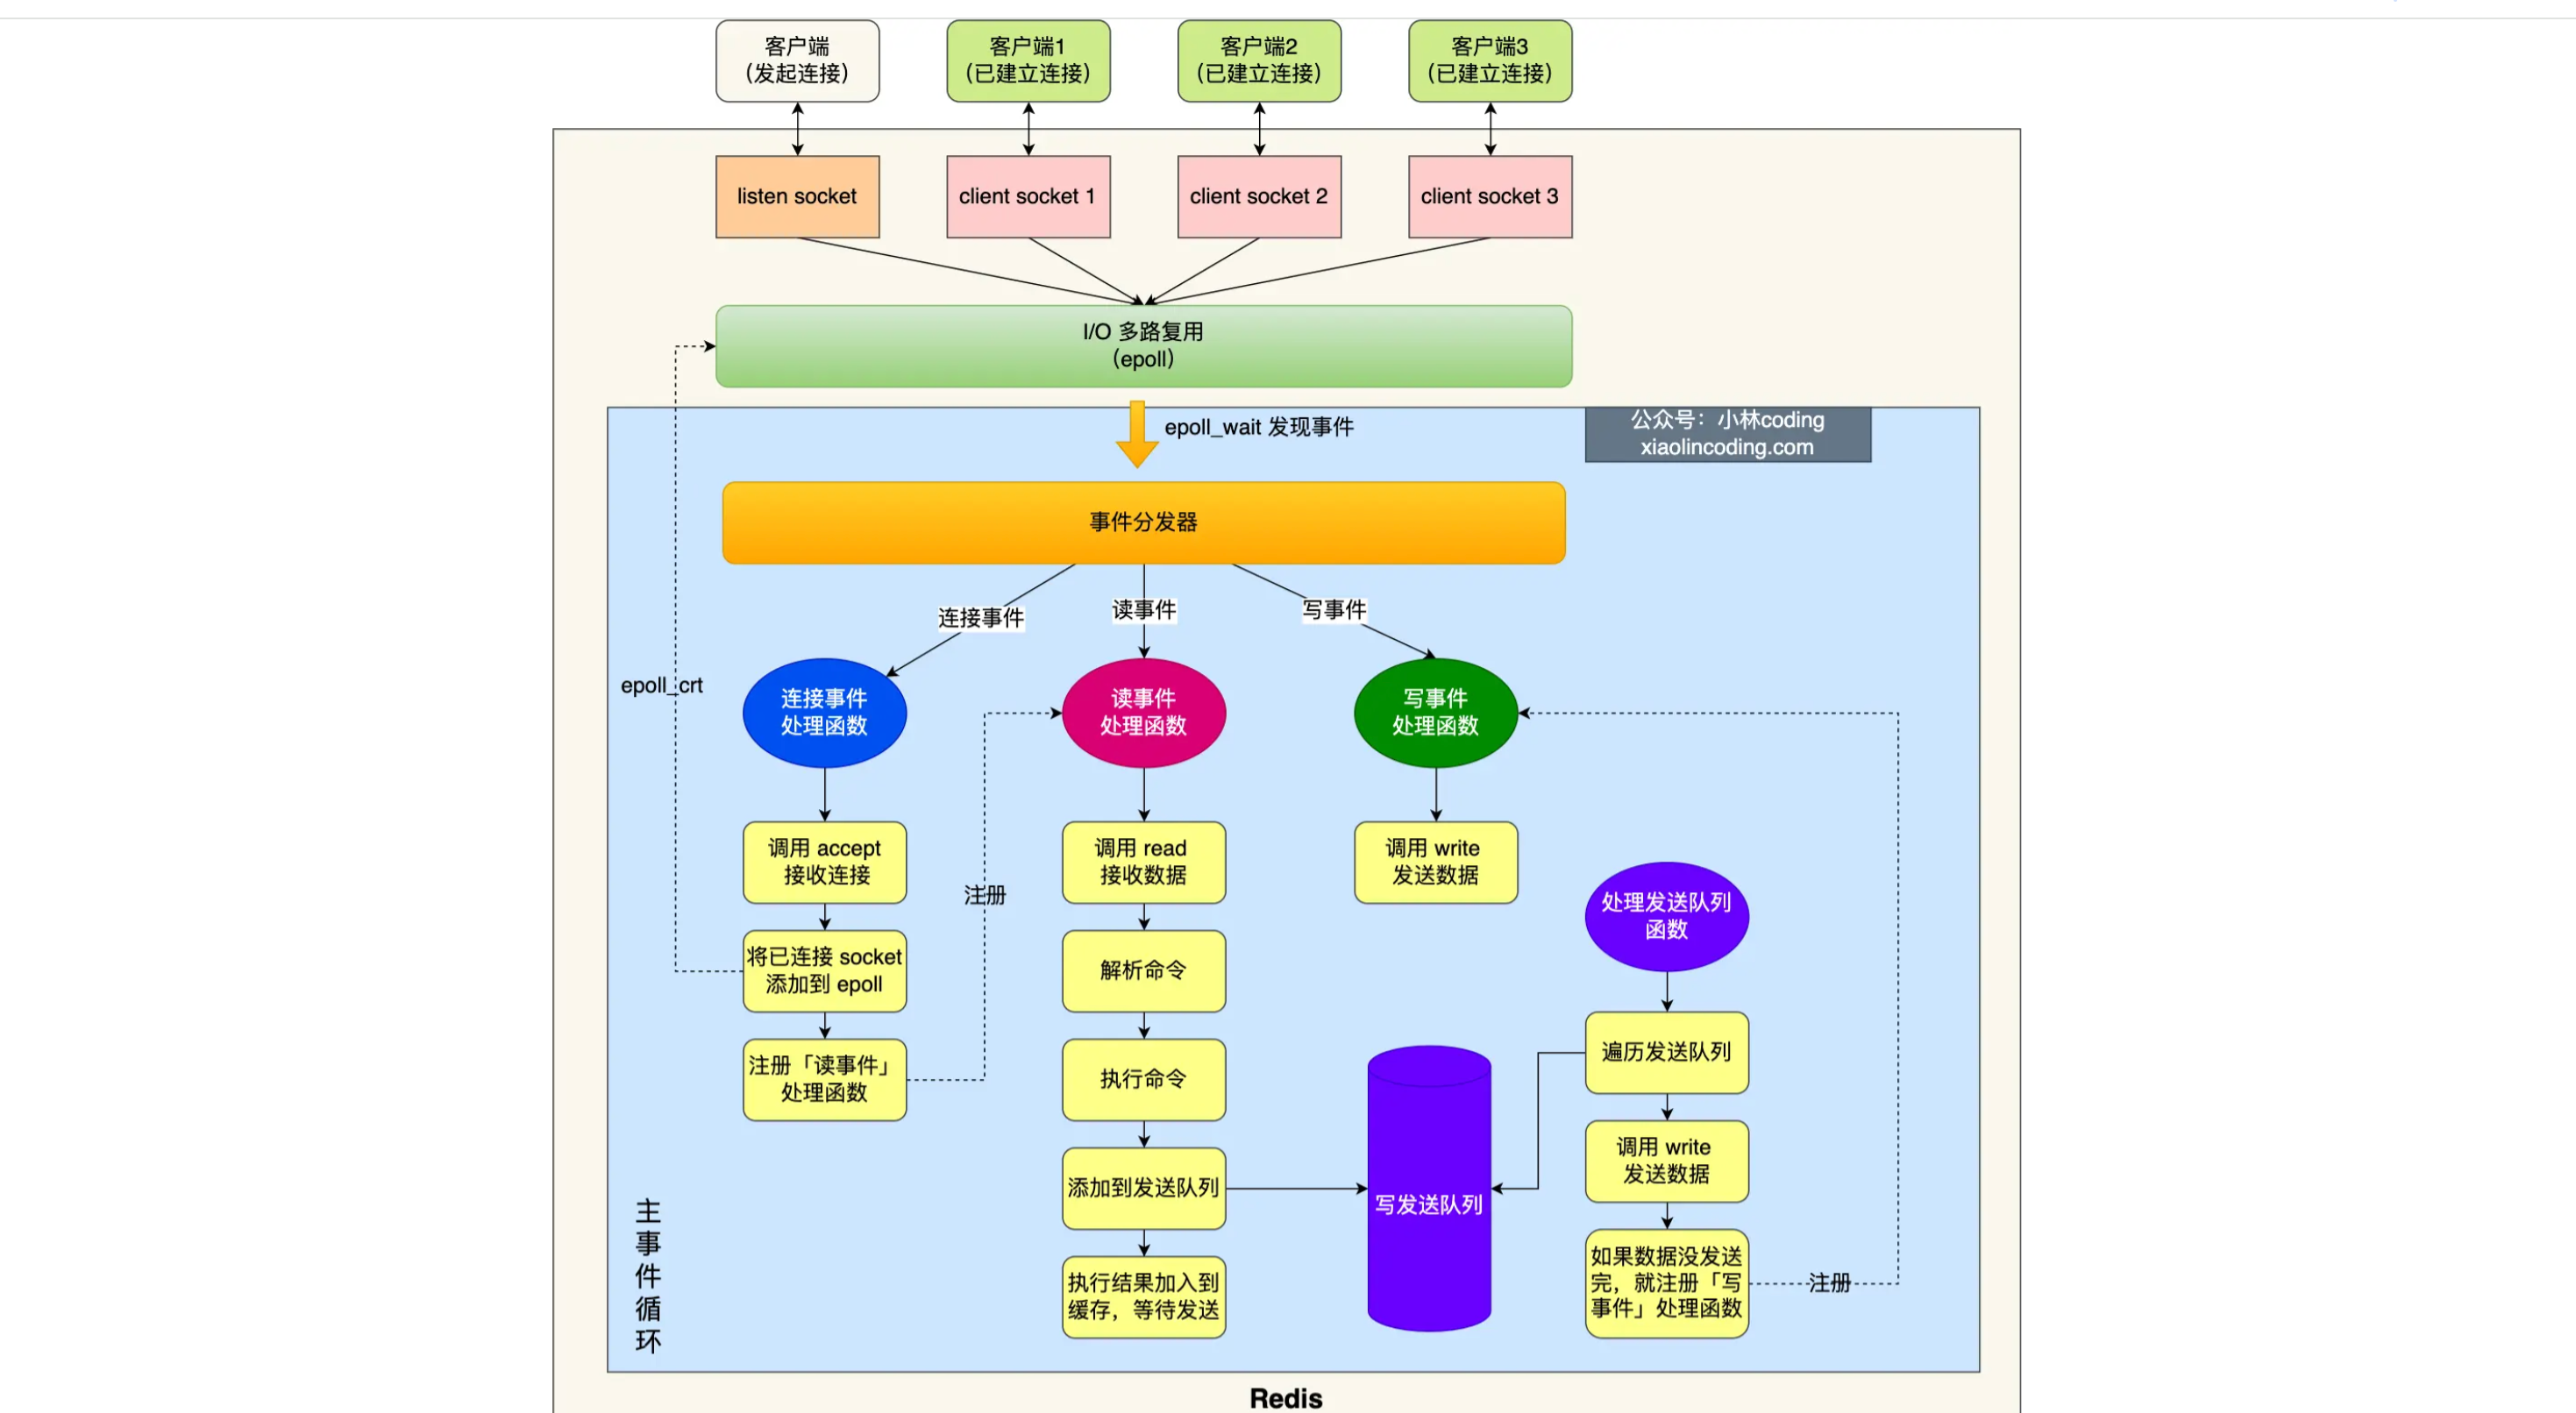 客户端
（发起连接）
客户端1
（已建立连接）
客户端2
（已建立连接）
客户端3
（已建立连接）
listen socket
client socket 1
client socket 2
client socket 3
I/O 多路复用
（epoll）
epoll_wait 发现事件
公众号：小林coding
xiaolincoding.com
事件分发器
连接事件
读事件
写事件
epoll_crt
连接事件
处理函数
读事件
处理函数
写事件
处理函数
调用 accept
接收连接
将已连接 socket
添加到 epoll
注册「读事件」
处理函数
注册
调用 read
接收数据
解析命令
执行命令
添加到发送队列
执行结果加入到
缓存，等待发送
调用 write
发送数据
写发送队列
处理发送队列
函数
遍历发送队列
调用 write
发送数据
如果数据没发送
完，就注册「写
事件」处理函数
注册
主
事
件
循
环
Redis